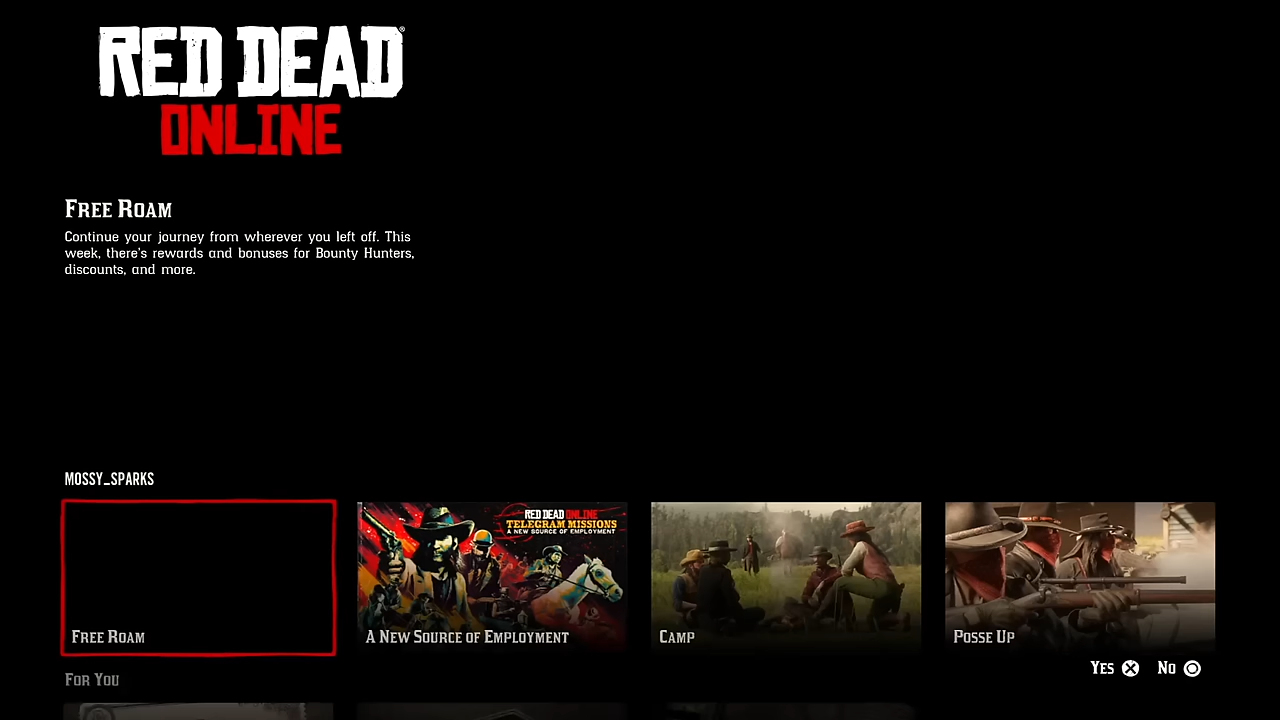 RED DEAD®
ONLINE
FREE ROAM
Continue your journey from wherever you left off. This
week, there's rewards and bonuses for Bounty Hunters,
discounts, and more.
MOSSY_SPARKS
FREE ROAM
RED DEAD ONLINE
TELEGRAM MISSIONS
A NEW SOURCE OF EMPLOYMENT
A NEW SOURCE OF EMPLOYMENT
CAMP
POSSE UP
YES NO
FOR YOU